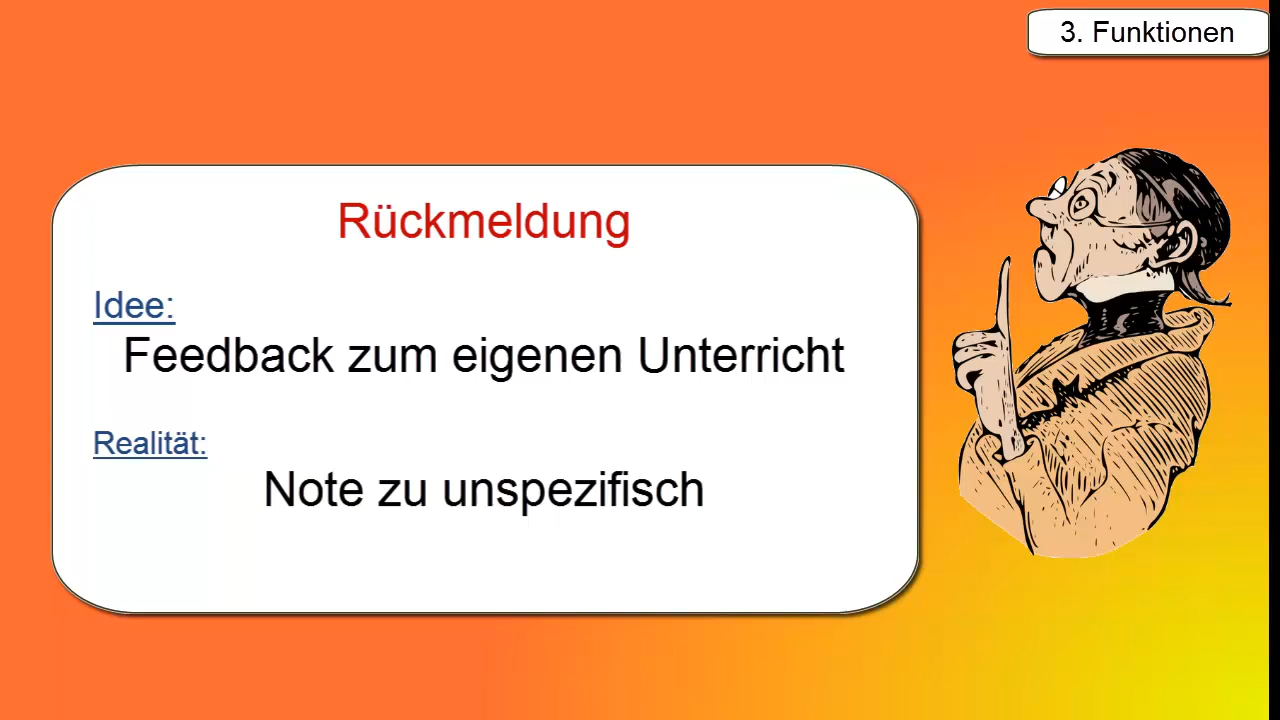 3. Funktionen
Rückmeldung
Idee:
Feedback zum eigenen Unterricht
Realität:
Note zu unspezifisch